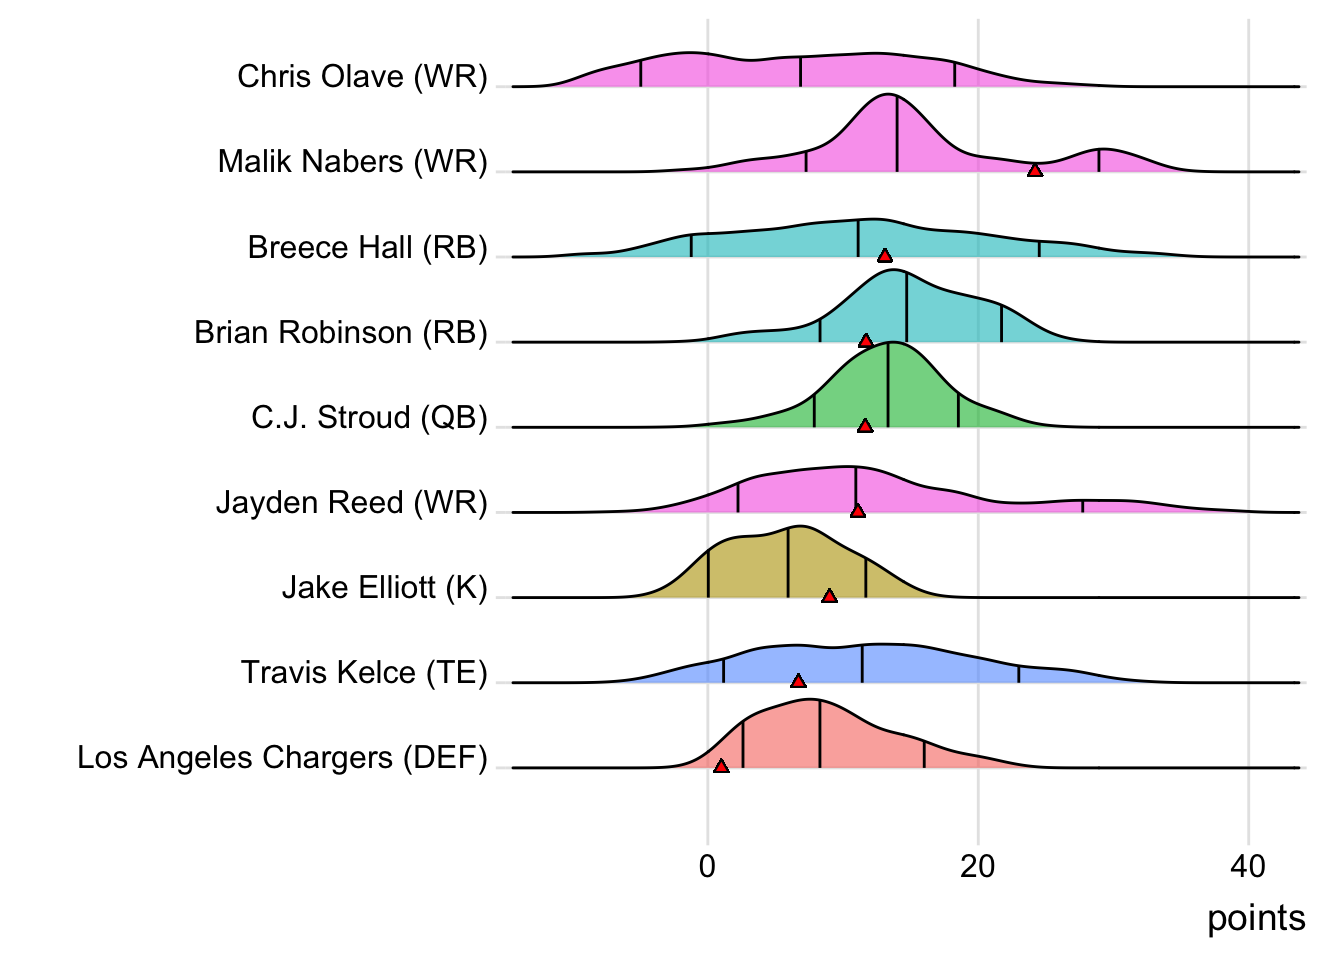 Chris Olave (WR)
Malik Nabers (WR)
Breece Hall (RB)
Brian Robinson (RB)
C.J. Stroud (QB)
Jayden Reed (WR)
Jake Elliott (K)
Travis Kelce (TE)
Los Angeles Chargers (DEF)
0 20 40
points